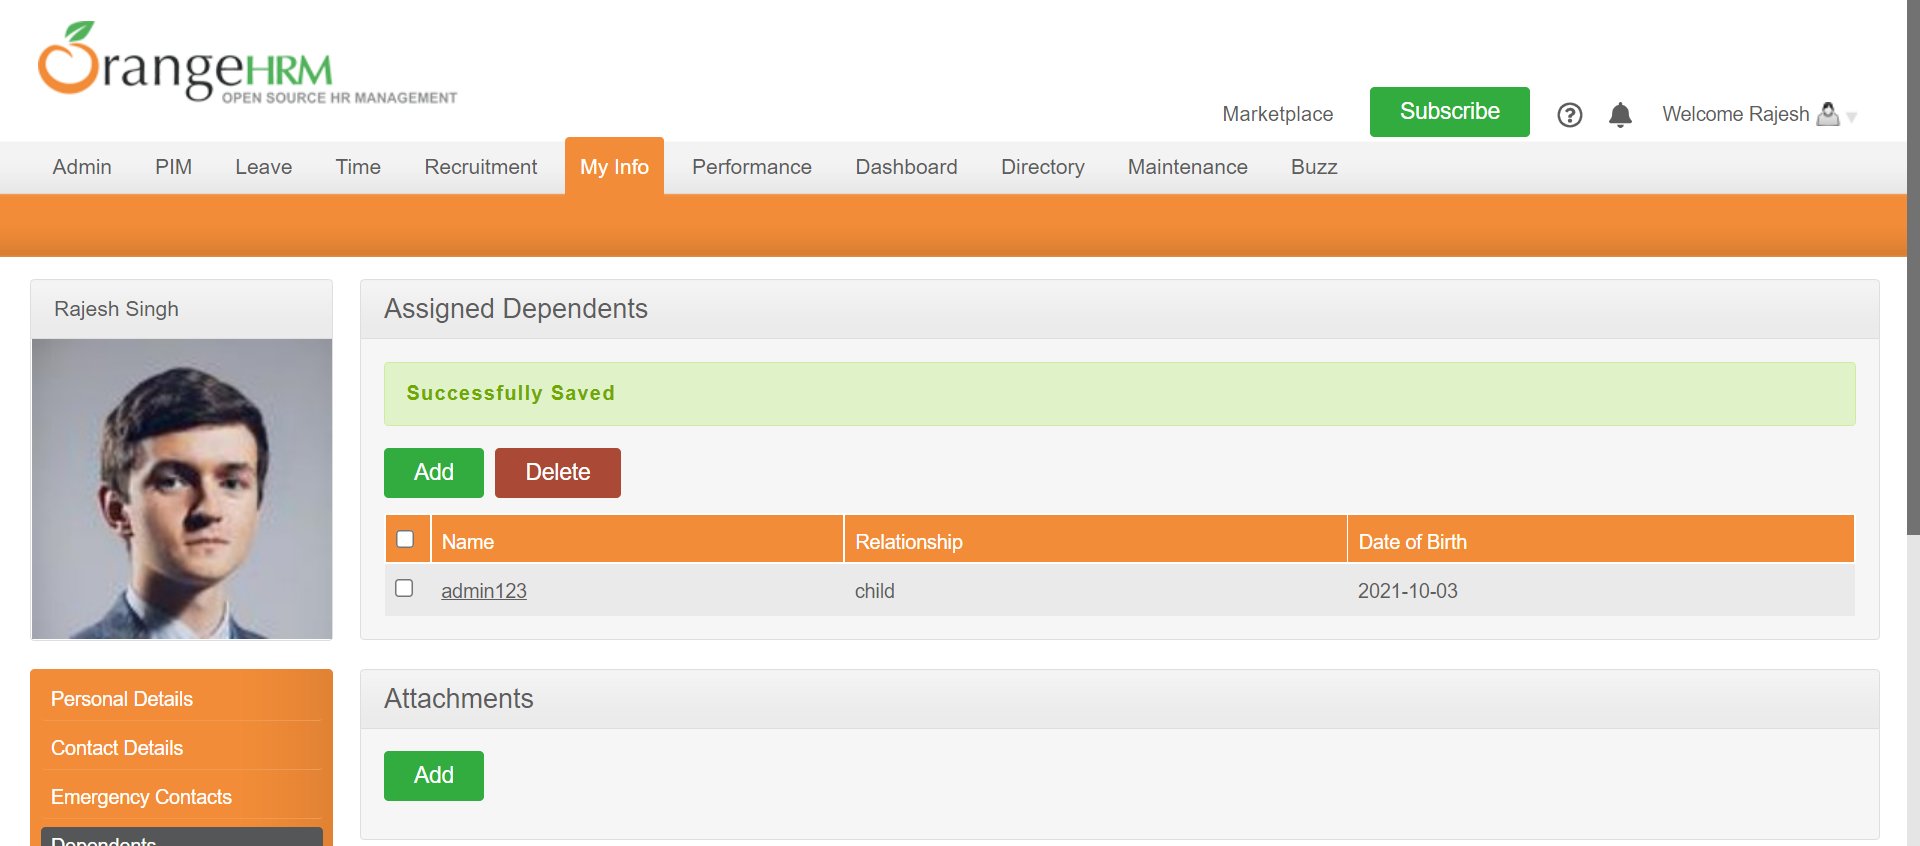 OrangeHRM
OPEN SOURCE HR MANAGEMENT
Marketplace Subscribe ? Welcome Rajesh
Admin PIM Leave Time Recruitment My Info Performance Dashboard Directory Maintenance Buzz
Rajesh Singh
Assigned Dependents
Successfully Saved
Add Delete
Name Relationship Date of Birth
admin123 child 2021-10-03
Personal Details
Contact Details
Emergency Contacts
Dependents
Attachments
Add